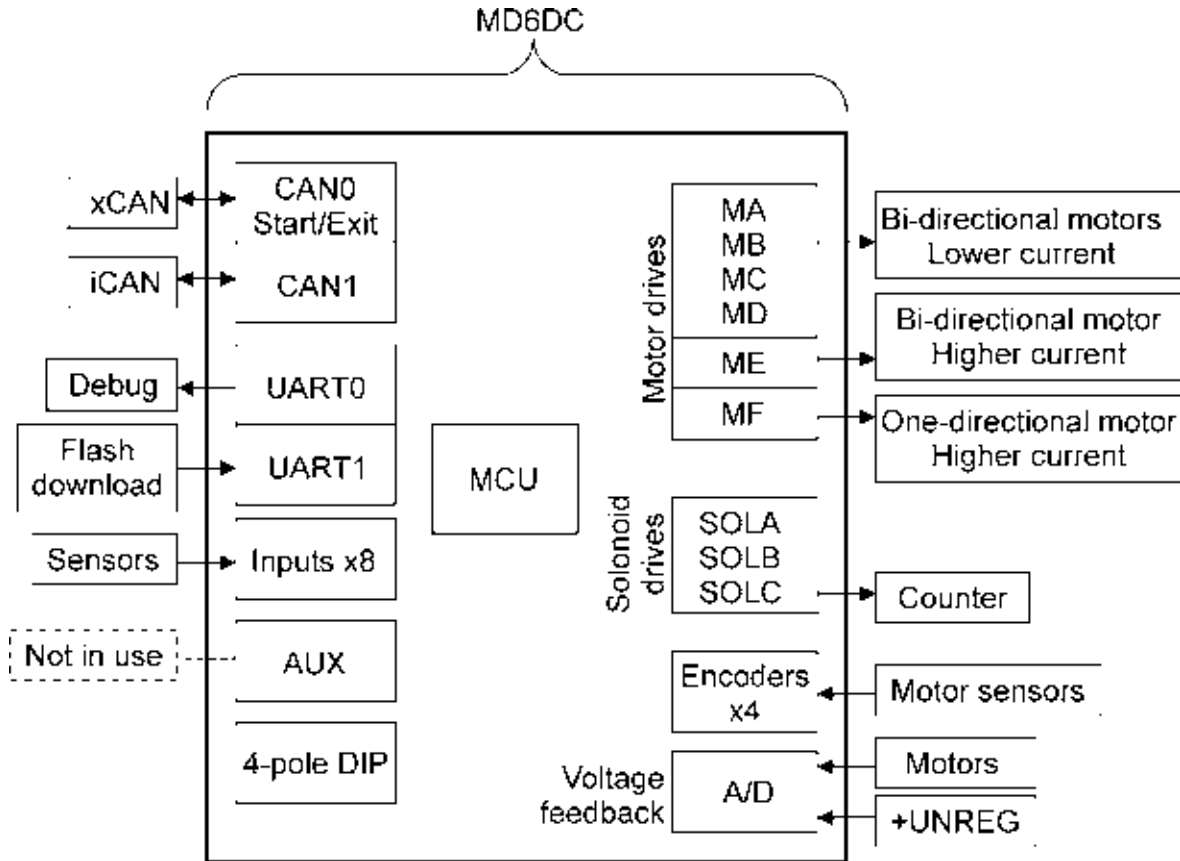 MD6DC
xCAN
CAN0
Start/Exit
iCAN
CAN1
Debug
UART0
Flash
download
UART1
Sensors
Inputs x8
Not in use
AUX
4-pole DIP
MCU
Motor drives
MA
MB
MC
MD
ME
MF
Bi-directional motors
Lower current
Bi-directional motor
Higher current
One-directional motor
Higher current
Solonoid
drives
SOLA
SOLB
SOLC
Counter
Encoders
x4
Motor sensors
Voltage
feedback
A/D
Motors
+UNREG